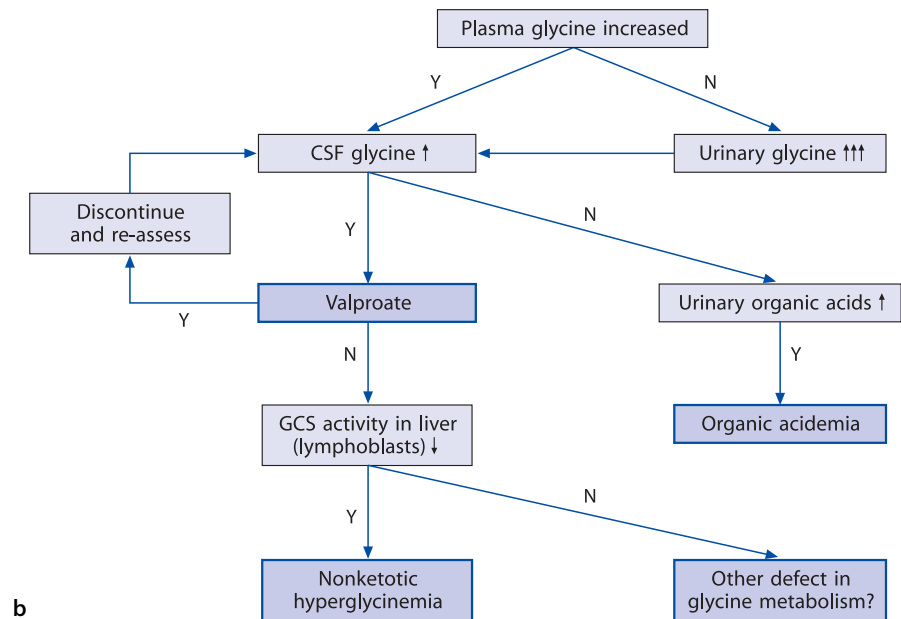 Plasma glycine increased
Y
N
CSF glycine ↑
Urinary glycine ↑↑↑
Discontinue
and re-assess
Y
N
Y
Valproate
Urinary organic acids ↑
N
Y
GCS activity in liver
(lymphoblasts) ↓
Organic acidemia
Y
N
Nonketotic
hyperglycinemia
Other defect in
glycine metabolism?
b